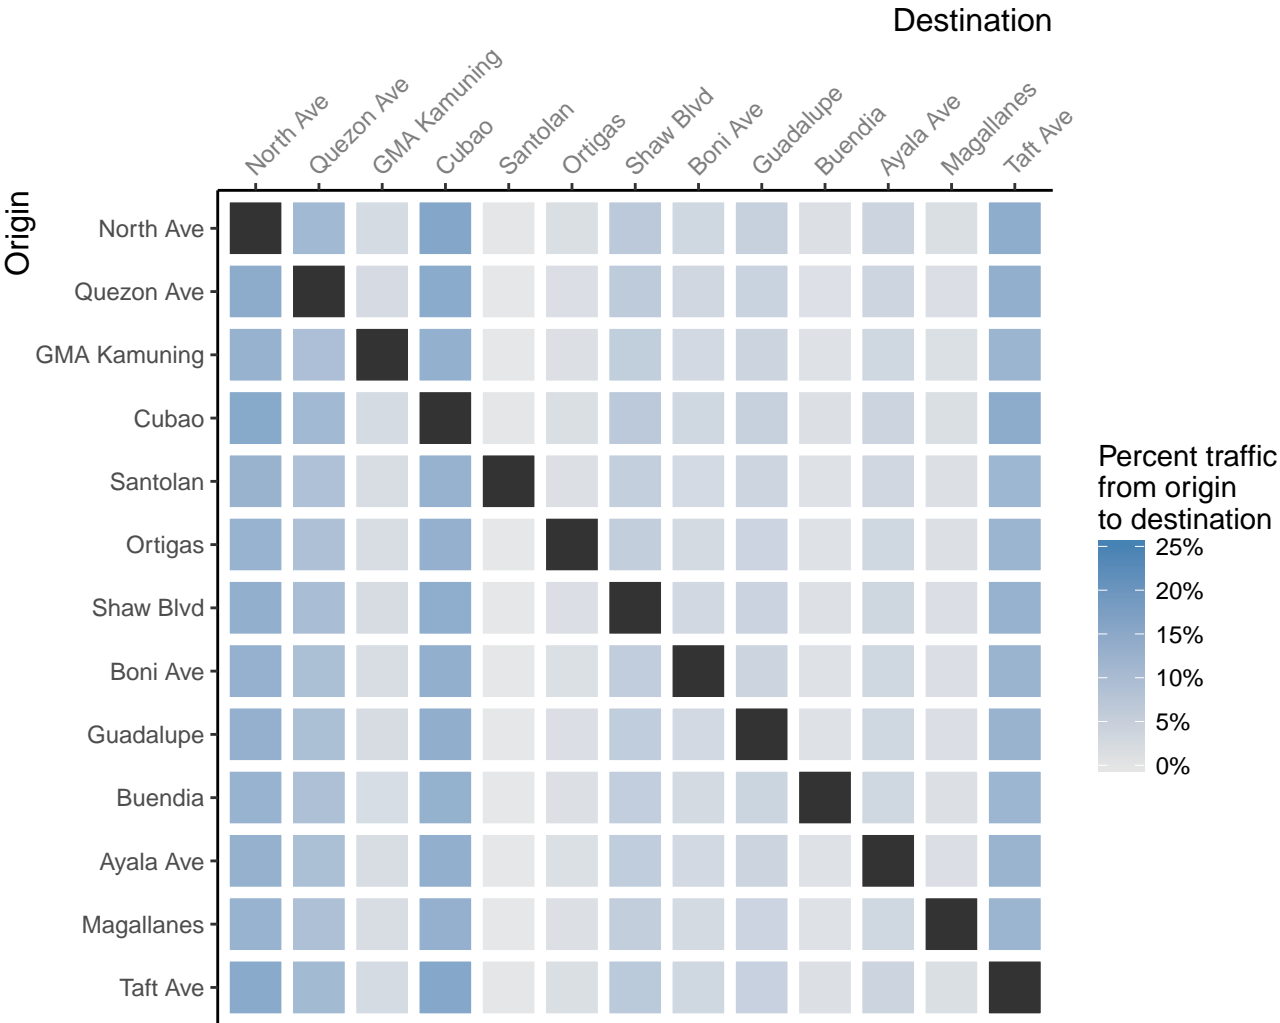 Destination
North Ave
Quezon Ave
GMA Kamuning
Cubao
Santolan
Ortigas
Shaw Blvd
Boni Ave
Guadalupe
Buendia
Ayala Ave
Magallanes
Taft Ave
Origin
North Ave
Quezon Ave
GMA Kamuning
Cubao
Santolan
Ortigas
Shaw Blvd
Boni Ave
Guadalupe
Buendia
Ayala Ave
Magallanes
Taft Ave
Percent traffic
from origin
to destination
25%
20%
15%
10%
5%
0%